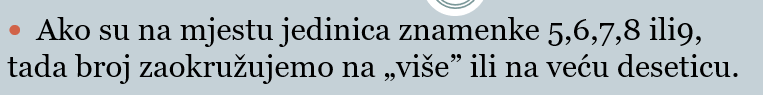 • Ako su na mjestu jedinica znamenke 5,6,7,8 ili9,
tada broj zaokružujemo na „više” ili na veću deseticu.